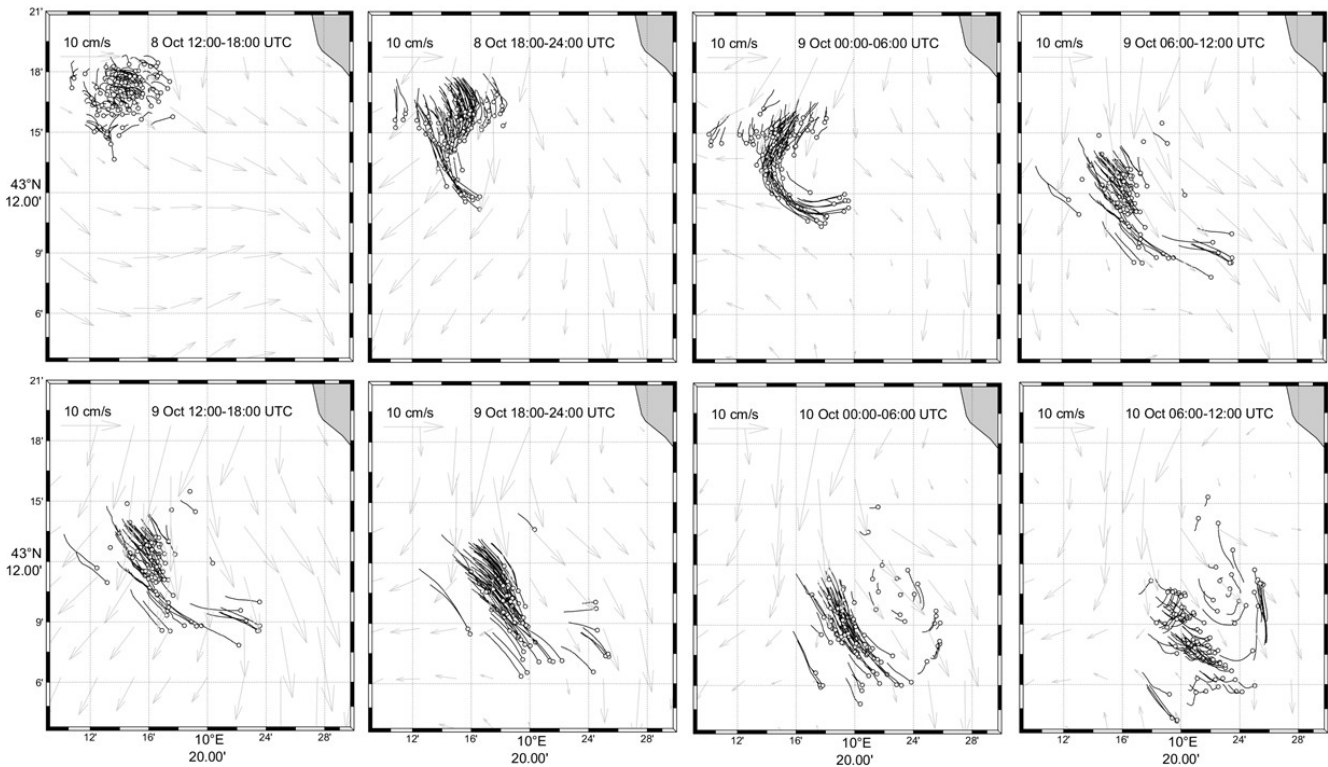 10 cm/s 8 Oct 12:00-18:00 UTC
10 cm/s 8 Oct 18:00-24:00 UTC
10 cm/s 9 Oct 00:00-06:00 UTC
10 cm/s 9 Oct 06:00-12:00 UTC
21'
18'
15'
43°N
12.00'
9'
6'
10 cm/s 9 Oct 12:00-18:00 UTC
10 cm/s 9 Oct 18:00-24:00 UTC
10 cm/s 10 Oct 00:00-06:00 UTC
10 cm/s 10 Oct 06:00-12:00 UTC
21'
18'
15'
43°N
12.00'
9'
6'
12' 16' 10°E 24' 28'
20.00'
12' 16' 10°E 24' 28'
20.00'
12' 16' 10°E 24' 28'
20.00'
12' 16' 10°E 24' 28'
20.00'